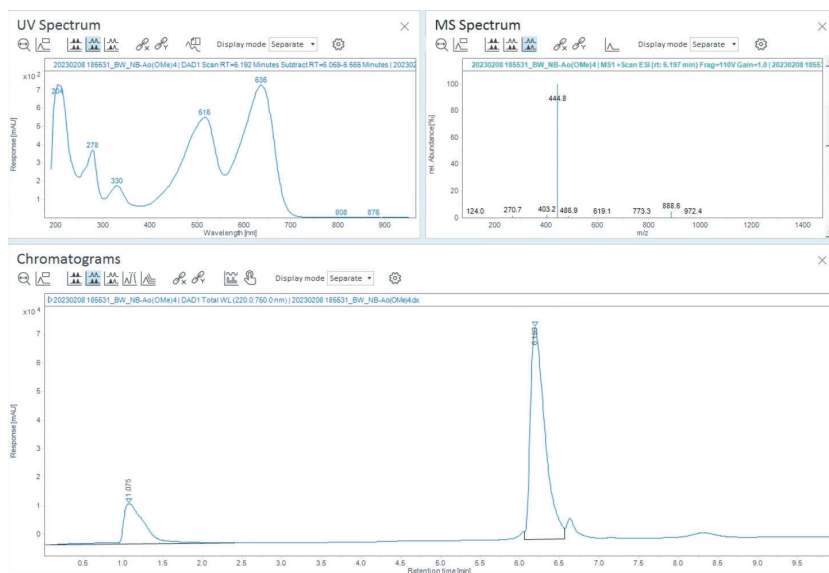 UV Spectrum
Display mode Separate
20230208 185531_BW_NB-Ao(OMe)4 | DAD1 Scan RT=6.192 Minutes Subtract RT=6.069-6.565 Minutes | 20230
x10 2
Response [mAU]
7
6
5
4
3
2
1
204
278
330
516
636
808
876
200 300 400 500 600 700 800 900
Wavelength [nm]
MS Spectrum
Display mode Separate
20230208 185531_BW_NB-Ao(OMe)4 | MS1 +Scan ESI (rt: 6.197 min) Frag=110V Gain=1.0 | 20230208 1855
rel. Abundance [%]
100
80
60
40
20
0
444.8
124.0 270.7 403.2 486.9 619.1 773.3 888.6 972.4
200 400 600 800 1000 1200 1400
m/z
Chromatograms
Display mode Separate
20230208 185531_BW_NB-Ao(OMe)4 | DAD1 Total WL (220.0:750.0 nm) | 20230208 185531_BW_NB-Ao(OMe)4.dx
x10 4
Response [mAU]
7
6
5
4
3
2
1
0
1.075
0.5 1.0 1.5 2.0 2.5 3.0 3.5 4.0 4.5 5.0 5.5 6.0 6.5 7.0 7.5 8.0 8.5 9.0 9.5
Retention time [min]